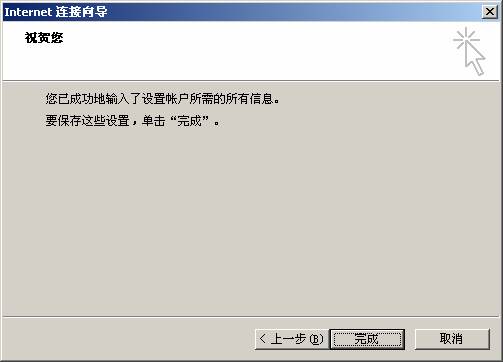 Internet 连接向导
祝贺您
您已成功地输入了设置帐户所需的所有信息。
要保存这些设置，单击“完成”。
< 上一步(B)
完成
取消